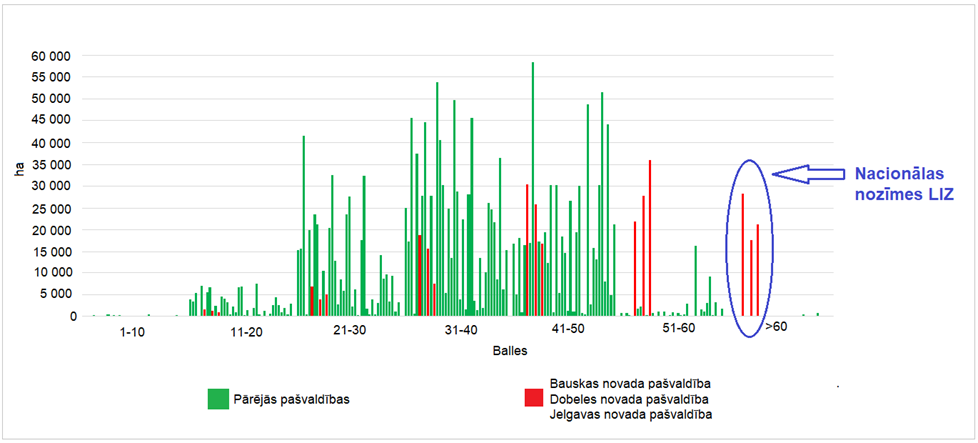 60 000
55 000
50 000
45 000
40 000
35 000
30 000
25 000
20 000
15 000
10 000
5 000
0
ha
1-10
11-20
21-30
31-40
41-50
51-60
>60
Balles
Nacionālas
nozīmes LIZ
Pārējās pašvaldības
Bauskas novada pašvaldība
Dobeles novada pašvaldība
Jelgavas novada pašvaldība